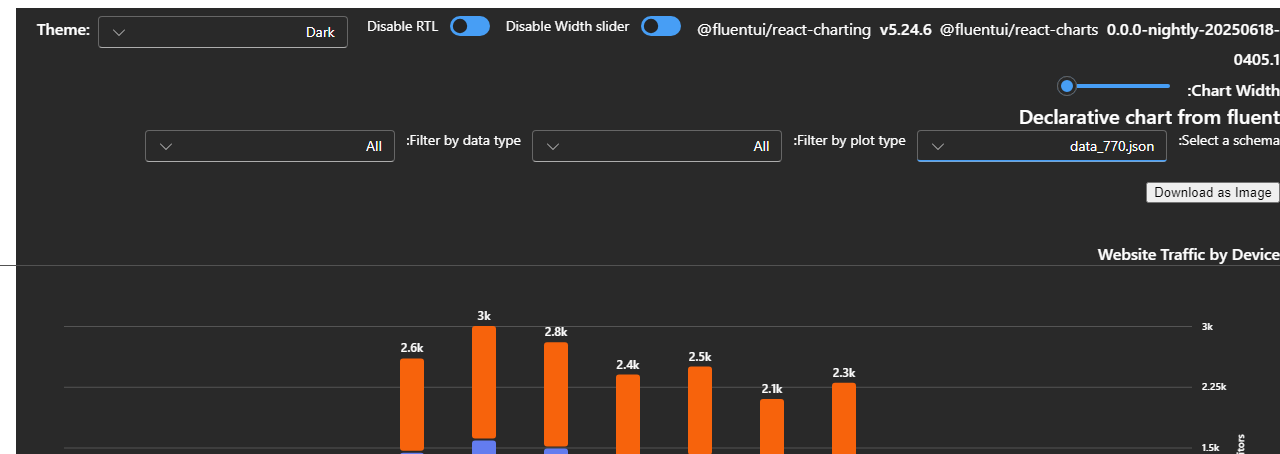 Theme: Dark Disable RTL Disable Width slider @fluentui/react-charting v5.24.6 @fluentui/react-charts 0.0.0-nightly-20250618-
0405.1
:Chart Width
Declarative chart from fluent
:Select a schema data_770.json :Filter by plot type All :Filter by data type All
Download as Image
Website Traffic by Device
3k
2.6k
3k
2.8k
2.4k
2.5k
2.1k
2.3k
2.25k
1.5k